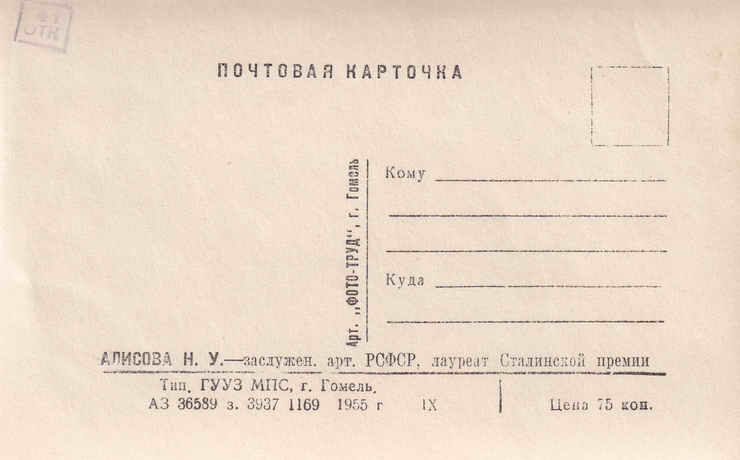 ОТК
ПОЧТОВАЯ КАРТОЧКА
Арт. „ФОТО-ТРУД“, г. Гомель
Кому
Куда
АЛИСОВА Н. У.—заслужен. арт. РСФСР, лауреат Сталинской премии
Тип. ГУУЗ МПС, г. Гомель.
АЗ 36589 з. 3937 1169 1955 г IX Цена 75 коп.